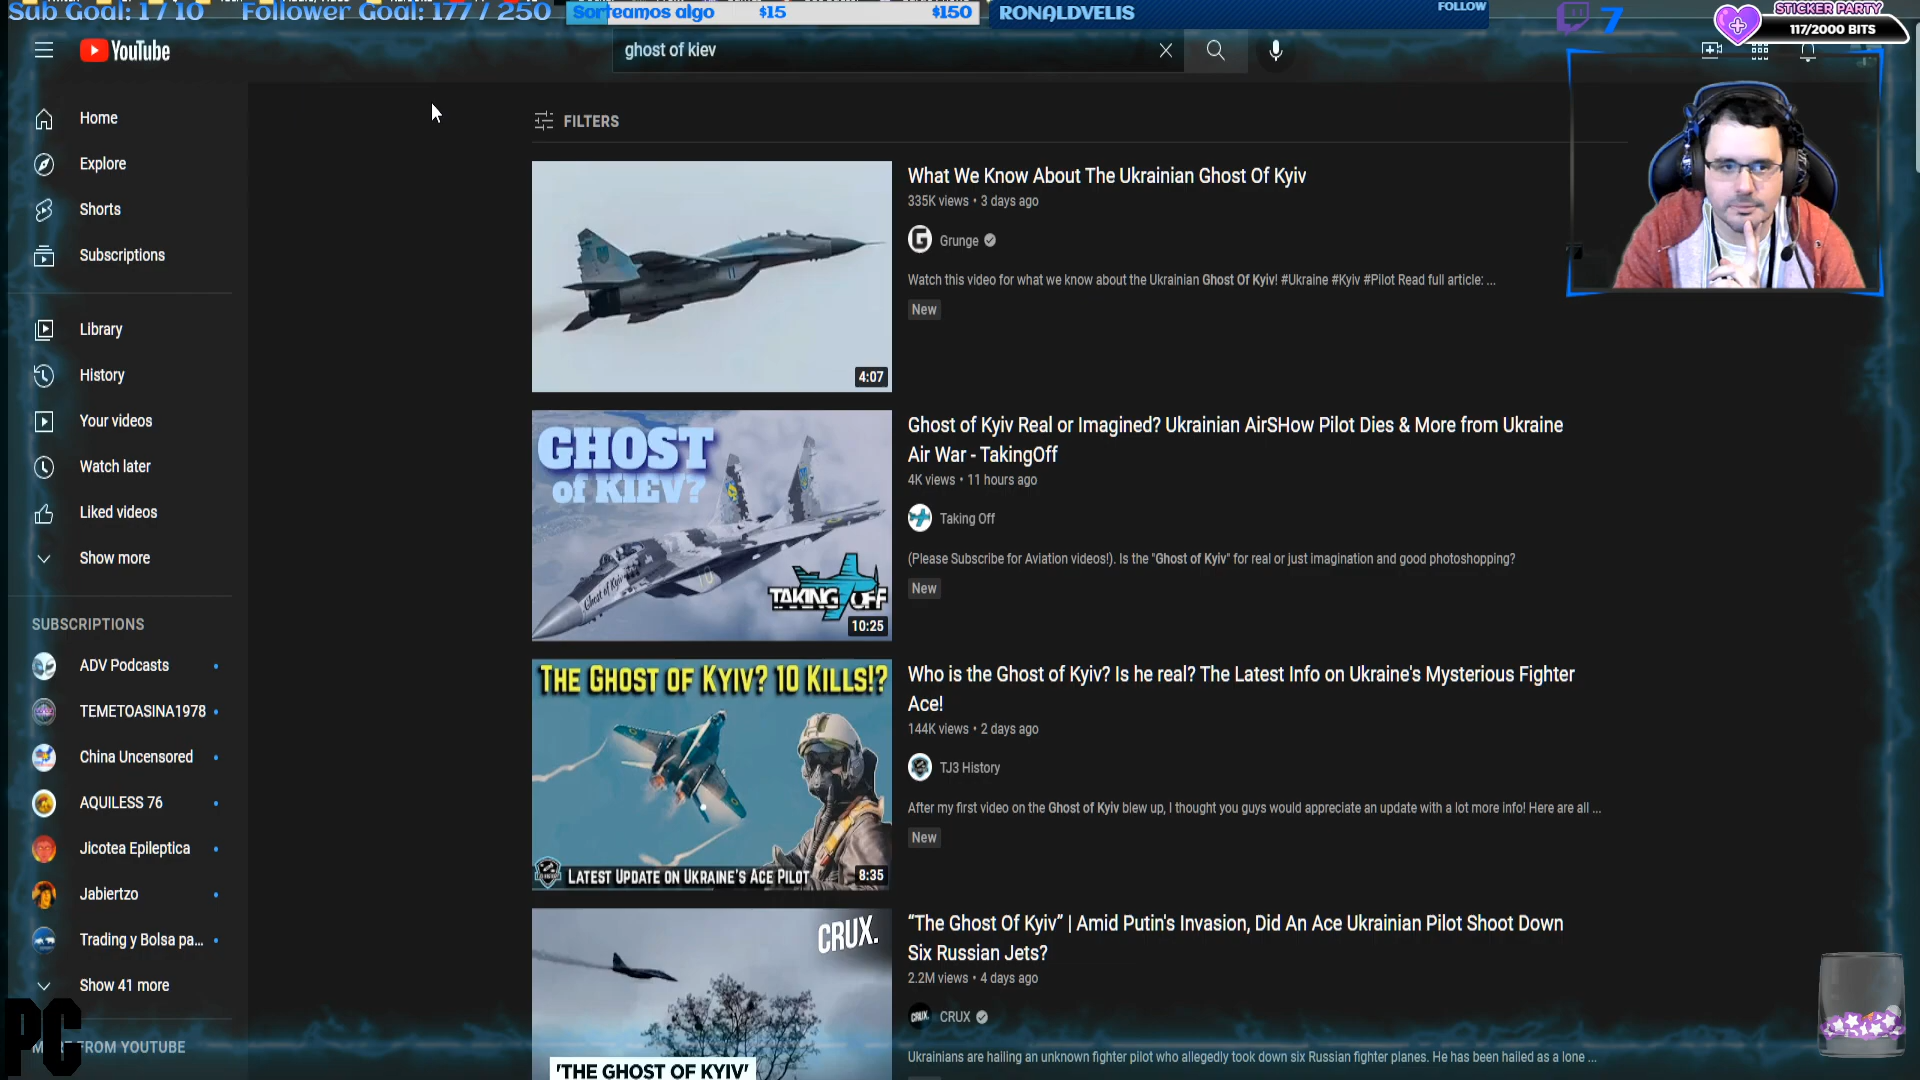 Sub Goal: 1 / 10
Follower Goal: 177 / 250
Sorteamos algo $15 $150
RONALDVELIS
FOLLOW
7
STICKER PARTY
117/2000 BITS
YouTube
ghost of kiev
Home
Explore
Shorts
Subscriptions
Library
History
Your videos
Watch later
Liked videos
Show more
SUBSCRIPTIONS
ADV Podcasts
TEMETOASINA1978
China Uncensored
AQUILESS 76
Jicotea Epileptica
Jabiertzo
Trading y Bolsa pa...
Show 41 more
FROM YOUTUBE
PC
FILTERS
4:07
What We Know About The Ukrainian Ghost Of Kyiv
335K views • 3 days ago
Grunge
Watch this video for what we know about the Ukrainian Ghost Of Kyiv! #Ukraine #Kyiv #Pilot Read full article: ...
New
GHOST
of KIEV?
Ghost of Kyiv
10
TAKING OFF
10:25
Ghost of Kyiv Real or Imagined? Ukrainian AirSHow Pilot Dies & More from Ukraine
Air War - TakingOff
4K views • 11 hours ago
Taking Off
(Please Subscribe for Aviation videos!). Is the "Ghost of Kyiv" for real or just imagination and good photoshopping?
New
THE GHOST OF KYIV? 10 KILLS!?
LATEST UPDATE ON UKRAINE'S ACE PILOT
8:35
Who is the Ghost of Kyiv? Is he real? The Latest Info on Ukraine's Mysterious Fighter
Ace!
144K views • 2 days ago
TJ3 History
After my first video on the Ghost of Kyiv blew up, I thought you guys would appreciate an update with a lot more info! Here are all ...
New
CRUX.
'THE GHOST OF KYIV'
“The Ghost Of Kyiv” | Amid Putin's Invasion, Did An Ace Ukrainian Pilot Shoot Down
Six Russian Jets?
2.2M views • 4 days ago
CRUX
Ukrainians are hailing an unknown fighter pilot who allegedly took down six Russian fighter planes. He has been hailed as a lone ...